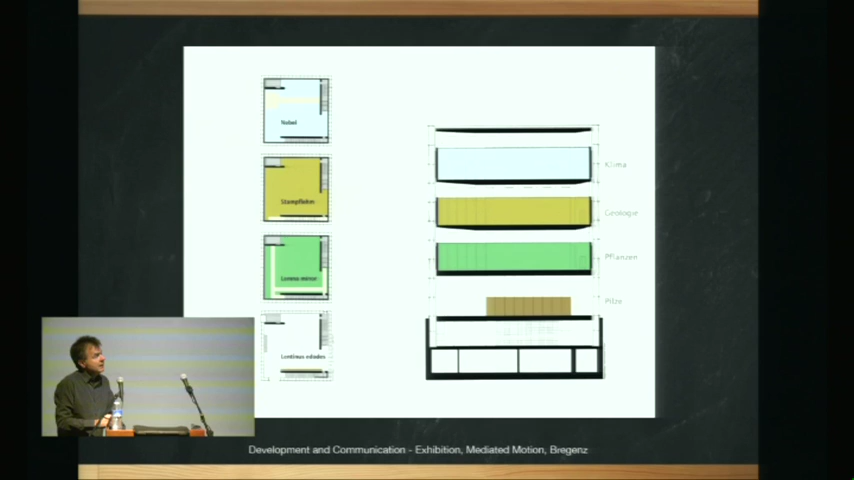 Nebel
Stampflehm
Lemna minor
Lentinus edodes
Klima
Geologie
Pflanzen
Pilze
Development and Communication - Exhibition, Mediated Motion, Bregenz